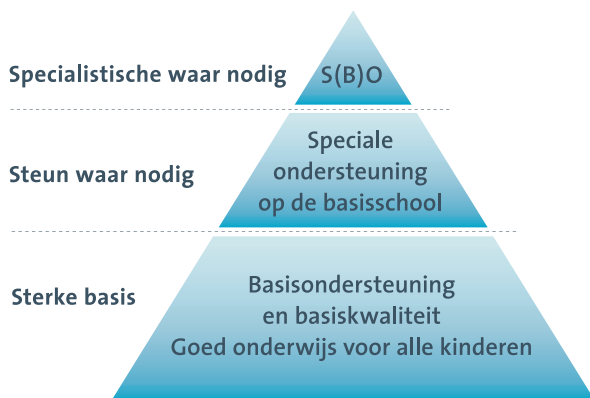 Specialistische waar nodig
S(B)O
Steun waar nodig
Speciale
ondersteuning
op de basisschool
Sterke basis
Basisondersteuning
en basiskwaliteit
Goed onderwijs voor alle kinderen